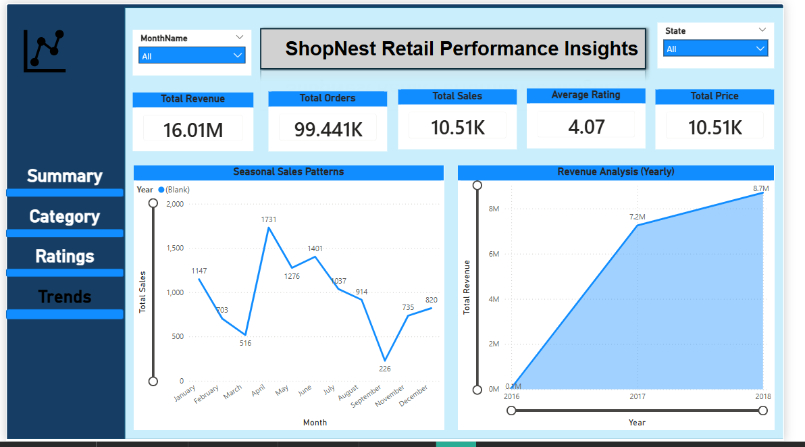 MonthName
All
ShopNest Retail Performance Insights
State
All
Total Revenue
16.01M
Total Orders
99.441K
Total Sales
10.51K
Average Rating
4.07
Total Price
10.51K
Summary
Category
Ratings
Trends
Seasonal Sales Patterns
Year (Blank)
Total Sales
2,000
1,500
1,000
500
0
1147
703
516
1731
1276
1401
1037
914
226
735
820
January
February
March
April
May
June
July
August
September
November
December
Month
Revenue Analysis (Yearly)
Total Revenue
8M
6M
4M
2M
0M
0.1M
7.2M
8.7M
2016
2017
2018
Year